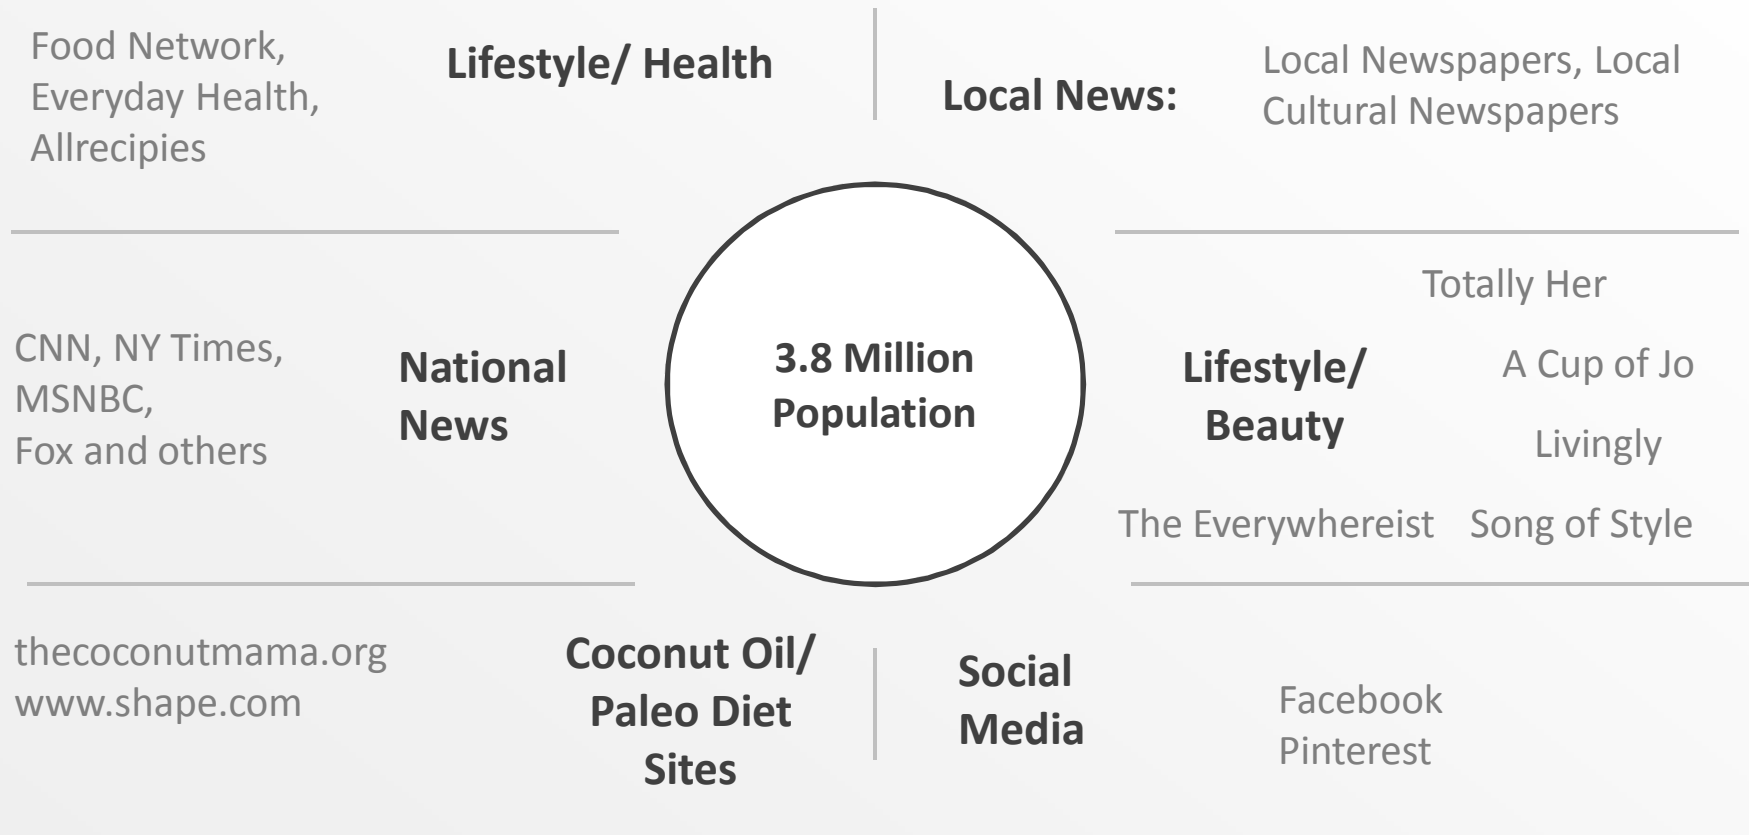 Food Network,
Everyday Health,
Allrecipies
Lifestyle/ Health
Local News:
Local Newspapers, Local
Cultural Newspapers
CNN, NY Times,
MSNBC,
Fox and others
National
News
3.8 Million
Population
Lifestyle/
Beauty
Totally Her
A Cup of Jo
Livingly
The Everywhereist
Song of Style
thecoconutmama.org
www.shape.com
Coconut Oil/
Paleo Diet
Sites
Social
Media
Facebook
Pinterest